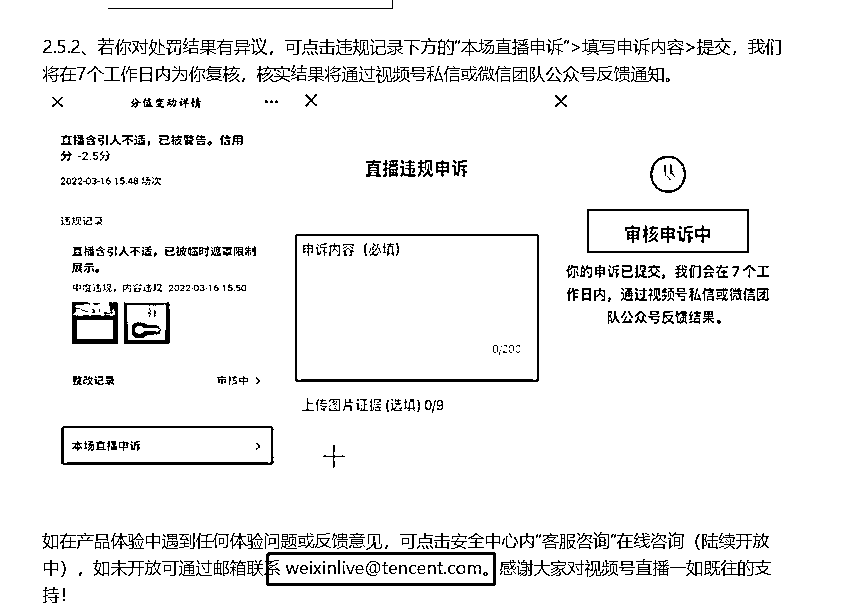 2.5.2、若你对处罚结果有异议，可点击违规记录下方的“本场直播申诉”>填写申诉内容>提交，我们
将在7个工作日内为你复核，核实结果将通过视频号私信或微信团队公众号反馈通知。
分值变动详情
直播含引人不适，已被警告。信用
分 -2.5分
2022-03-16 15:48 场次
违规记录
直播含引人不适，已被临时遮罩限制
展示。
中度违规，内容违规 2022-03-16 15:50
整改记录
审核中 >
本场直播申诉 >
直播违规申诉
申诉内容（必填）
0/200
上传图片证据 (选填) 0/9
审核申诉中
你的申诉已提交，我们会在7个工
作日内，通过视频号私信或微信团
队公众号反馈结果。
如在产品体验中遇到任何体验问题或反馈意见，可点击安全中心内“客服咨询”在线咨询（陆续开放
中），如未开放可通过邮箱联系 weixinlive@tencent.com。感谢大家对视频号直播一如既往的支
持！